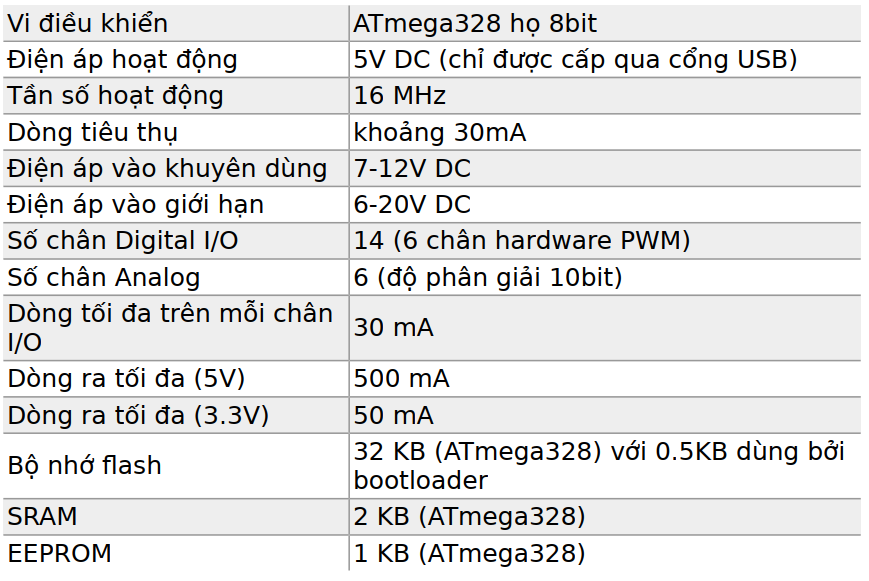 Vi điều khiển	ATmega328 họ 8bit
Điện áp hoạt động	5V DC (chỉ được cấp qua cổng USB)
Tần số hoạt động	16 MHz
Dòng tiêu thụ	khoảng 30mA
Điện áp vào khuyên dùng	7-12V DC
Điện áp vào giới hạn	6-20V DC
Số chân Digital I/O	14 (6 chân hardware PWM)
Số chân Analog	6 (độ phân giải 10bit)
Dòng tối đa trên mỗi chân
I/O	30 mA
Dòng ra tối đa (5V)	500 mA
Dòng ra tối đa (3.3V)	50 mA
Bộ nhớ flash	32 KB (ATmega328) với 0.5KB dùng bởi
bootloader
SRAM	2 KB (ATmega328)
EEPROM	1 KB (ATmega328)